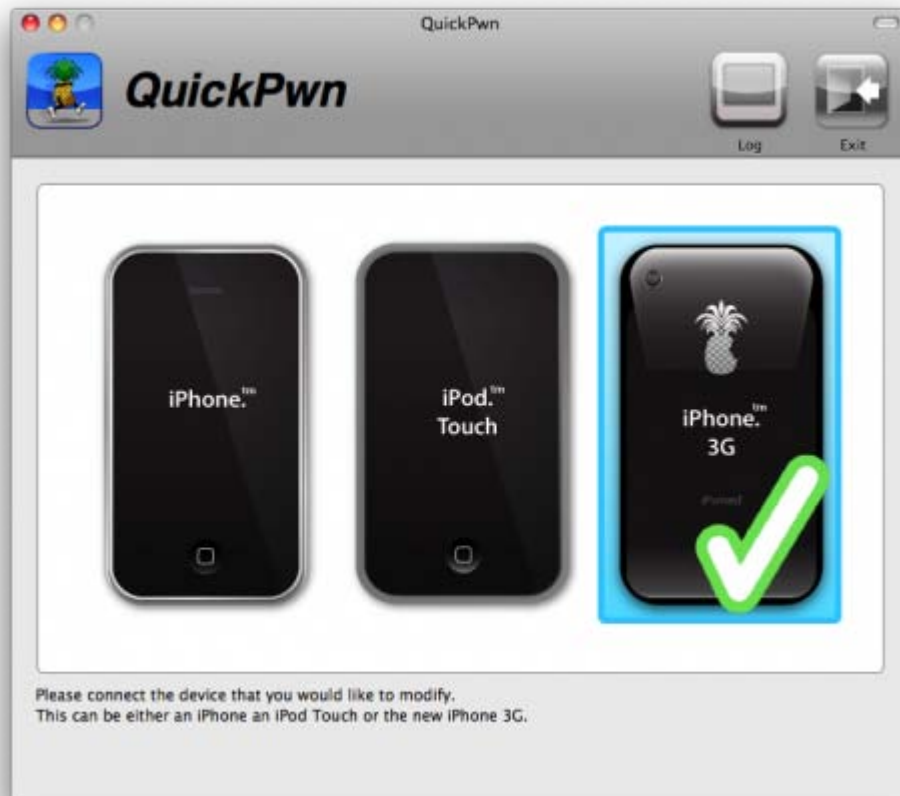 QuickPwn
QuickPwn
Log
Exit
iPhone.™
iPod.™
Touch
iPhone.™
3G
Please connect the device that you would like to modify.
This can be either an iPhone an iPod Touch or the new iPhone 3G.